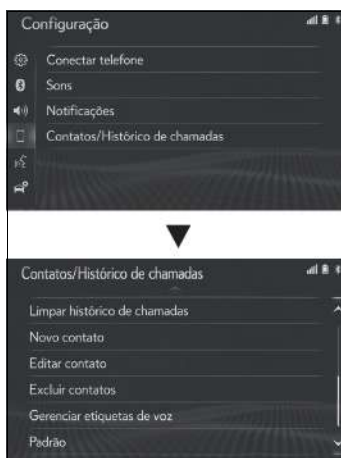 Configuração
Conectar telefone
Sons
Notificações
Contatos/Histórico de chamadas
Contatos/Histórico de chamadas
Limpar histórico de chamadas
Novo contato
Editar contato
Excluir contatos
Gerenciar etiquetas de voz
Padrão